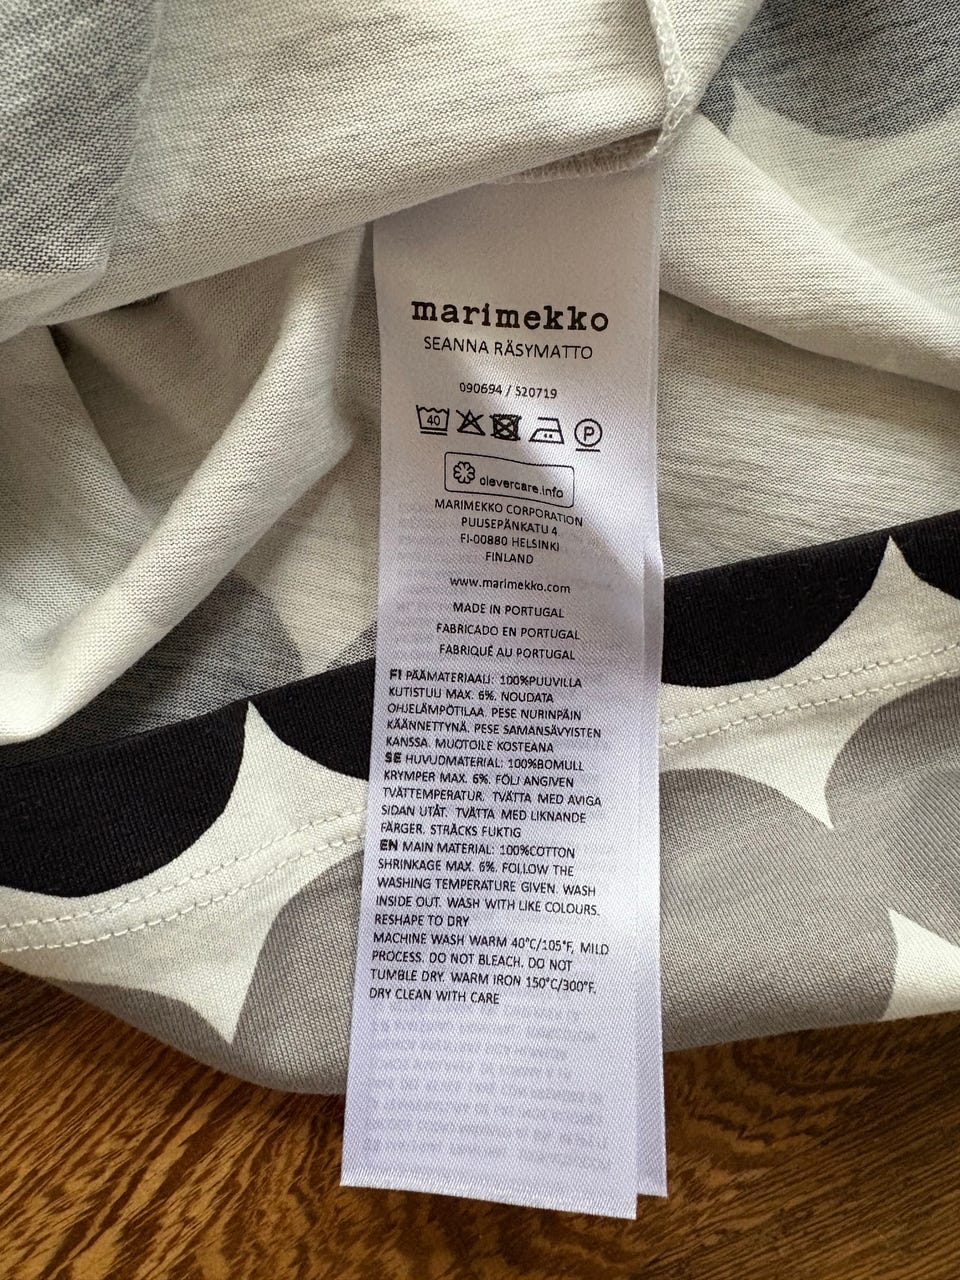 marimekko
SEANNA RÄSYMATTO
090694 / 520719
40
P
clevercare.info
MARIMEKKO CORPORATION
PUUSEPÄNKATU 4
FI-00880 HELSINKI
FINLAND
www.marimekko.com
MADE IN PORTUGAL
FABRICADO EN PORTUGAL
FABRIQUÉ AU PORTUGAL
FI PÄÄMATERIAALI: 100%PUUVILLA
KUTISTUU MAX. 6%. NOUDATA
OHJELÄMPÖTILAA. PESE NURINPÄIN
KÄÄNNETTYNÄ. PESE SAMANSÄVYISTEN
KANSSA. MUOTOILE KOSTEANA
SE HUVUDMATERIAL: 100%BOMULL
KRYMPER MAX. 6%. FÖLJ ANGIVEN
TVÄTTEMPERATUR. TVÄTTA MED AVIGA
SIDAN UTÅT. TVÄTTA MED LIKNANDE
FÄRGER. STRÄCKS FUKTIG
EN MAIN MATERIAL: 100%COTTON
SHRINKAGE MAX. 6%. FOLLOW THE
WASHING TEMPERATURE GIVEN. WASH
INSIDE OUT. WASH WITH LIKE COLOURS.
RESHAPE TO DRY
MACHINE WASH WARM 40°C/105°F, MILD
PROCESS. DO NOT BLEACH. DO NOT
TUMBLE DRY. WARM IRON 150°C/300°F.
DRY CLEAN WITH CARE